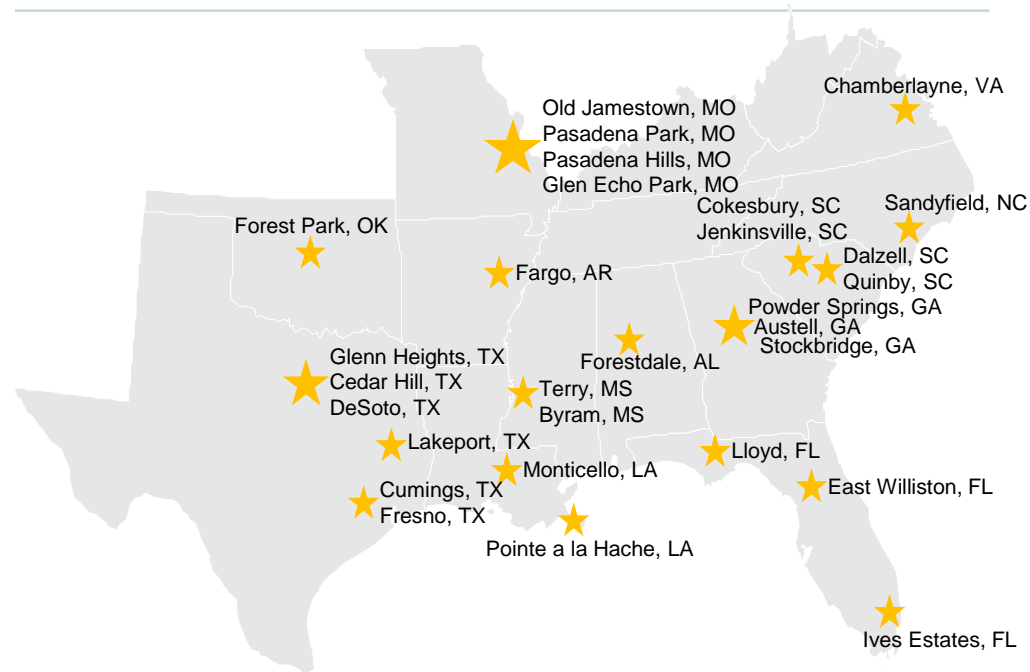 Chamberlayne, VA
Old Jamestown, MO
Pasadena Park, MO
Pasadena Hills, MO
Glen Echo Park, MO
Cokesbury, SC
Jenkinsville, SC
Sandyfield, NC
Forest Park, OK
Fargo, AR
Dalzell, SC
Quinby, SC
Powder Springs, GA
Austell, GA
Stockbridge, GA
Glenn Heights, TX
Cedar Hill, TX
DeSoto, TX
Forestdale, AL
Terry, MS
Byram, MS
Lakeport, TX
Monticello, LA
Lloyd, FL
East Williston, FL
Cumings, TX
Fresno, TX
Pointe a la Hache, LA
Ives Estates, FL